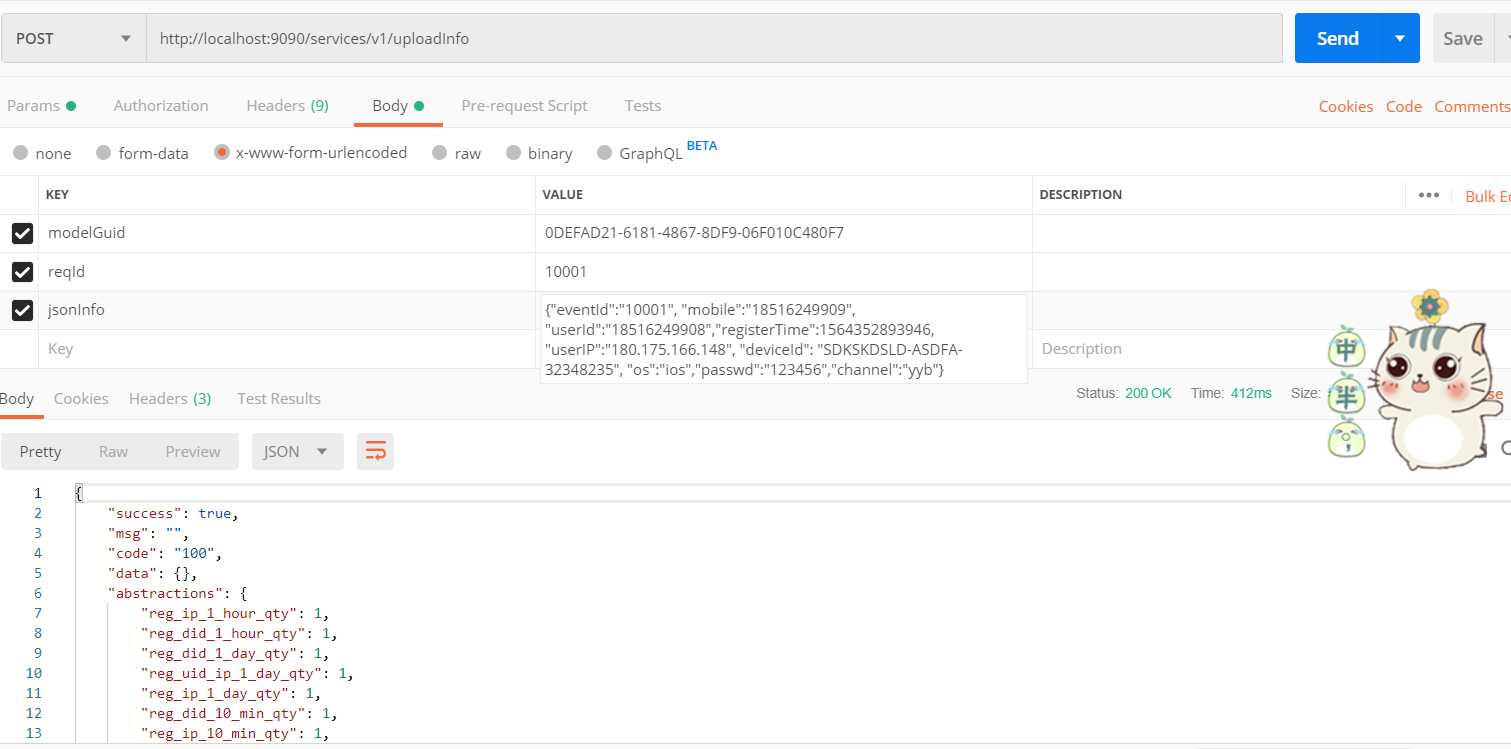 POST http://localhost:9090/services/v1/uploadInfo Send Save
Params Authorization Headers (9) Body Pre-request Script Tests Cookies Code Comments
none form-data x-www-form-urlencoded raw binary GraphQL BETA
KEY VALUE DESCRIPTION ••• Bulk E
modelGuid 0DEFAD21-6181-4867-8DF9-06F010C480F7
reqId 10001
jsonInfo {"eventId":"10001", "mobile":"18516249909",
"userId":"18516249908","registerTime":1564352893946,
"userIP":"180.175.166.148", "deviceId": "SDKSKDSLD-ASDFA-
32348235", "os":"ios","passwd":"123456","channel":"yyb"}
Key Description
中
半
Body Cookies Headers (3) Test Results Status: 200 OK Time: 412ms Size:
Pretty Raw Preview JSON
1 {
2 "success": true,
3 "msg": "",
4 "code": "100",
5 "data": {},
6 "abstractions": {
7 "reg_ip_1_hour_qty": 1,
8 "reg_did_1_hour_qty": 1,
9 "reg_did_1_day_qty": 1,
10 "reg_uid_ip_1_day_qty": 1,
11 "reg_ip_1_day_qty": 1,
12 "reg_did_10_min_qty": 1,
13 "reg_ip_10_min_qty": 1,